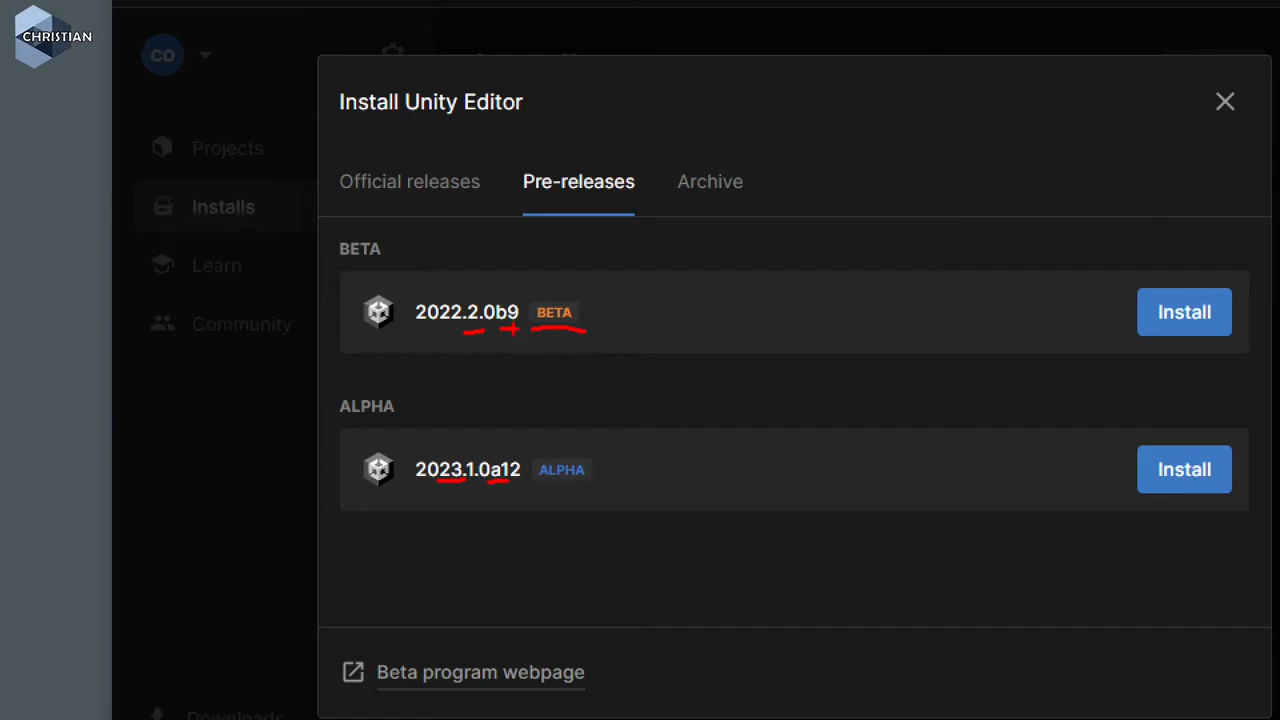 CHRISTIAN
CO
Install Unity Editor
Projects
Official releases
Pre-releases
Archive
Installs
BETA
Learn
2022.2.0b9
BETA
Install
Community
ALPHA
2023.1.0a12
ALPHA
Install
Beta program webpage
Downloads